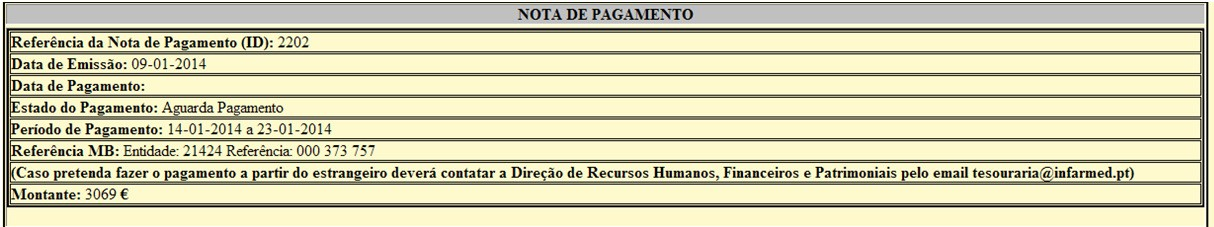 NOTA DE PAGAMENTO
Referência da Nota de Pagamento (ID): 2202
Data de Emissão: 09-01-2014
Data de Pagamento:
Estado do Pagamento: Aguarda Pagamento
Período de Pagamento: 14-01-2014 a 23-01-2014
Referência MB: Entidade: 21424 Referência: 000 373 757
(Caso pretenda fazer o pagamento a partir do estrangeiro deverá contatar a Direção de Recursos Humanos, Financeiros e Patrimoniais pelo email tesouraria@infarmed.pt)
Montante: 3069 €